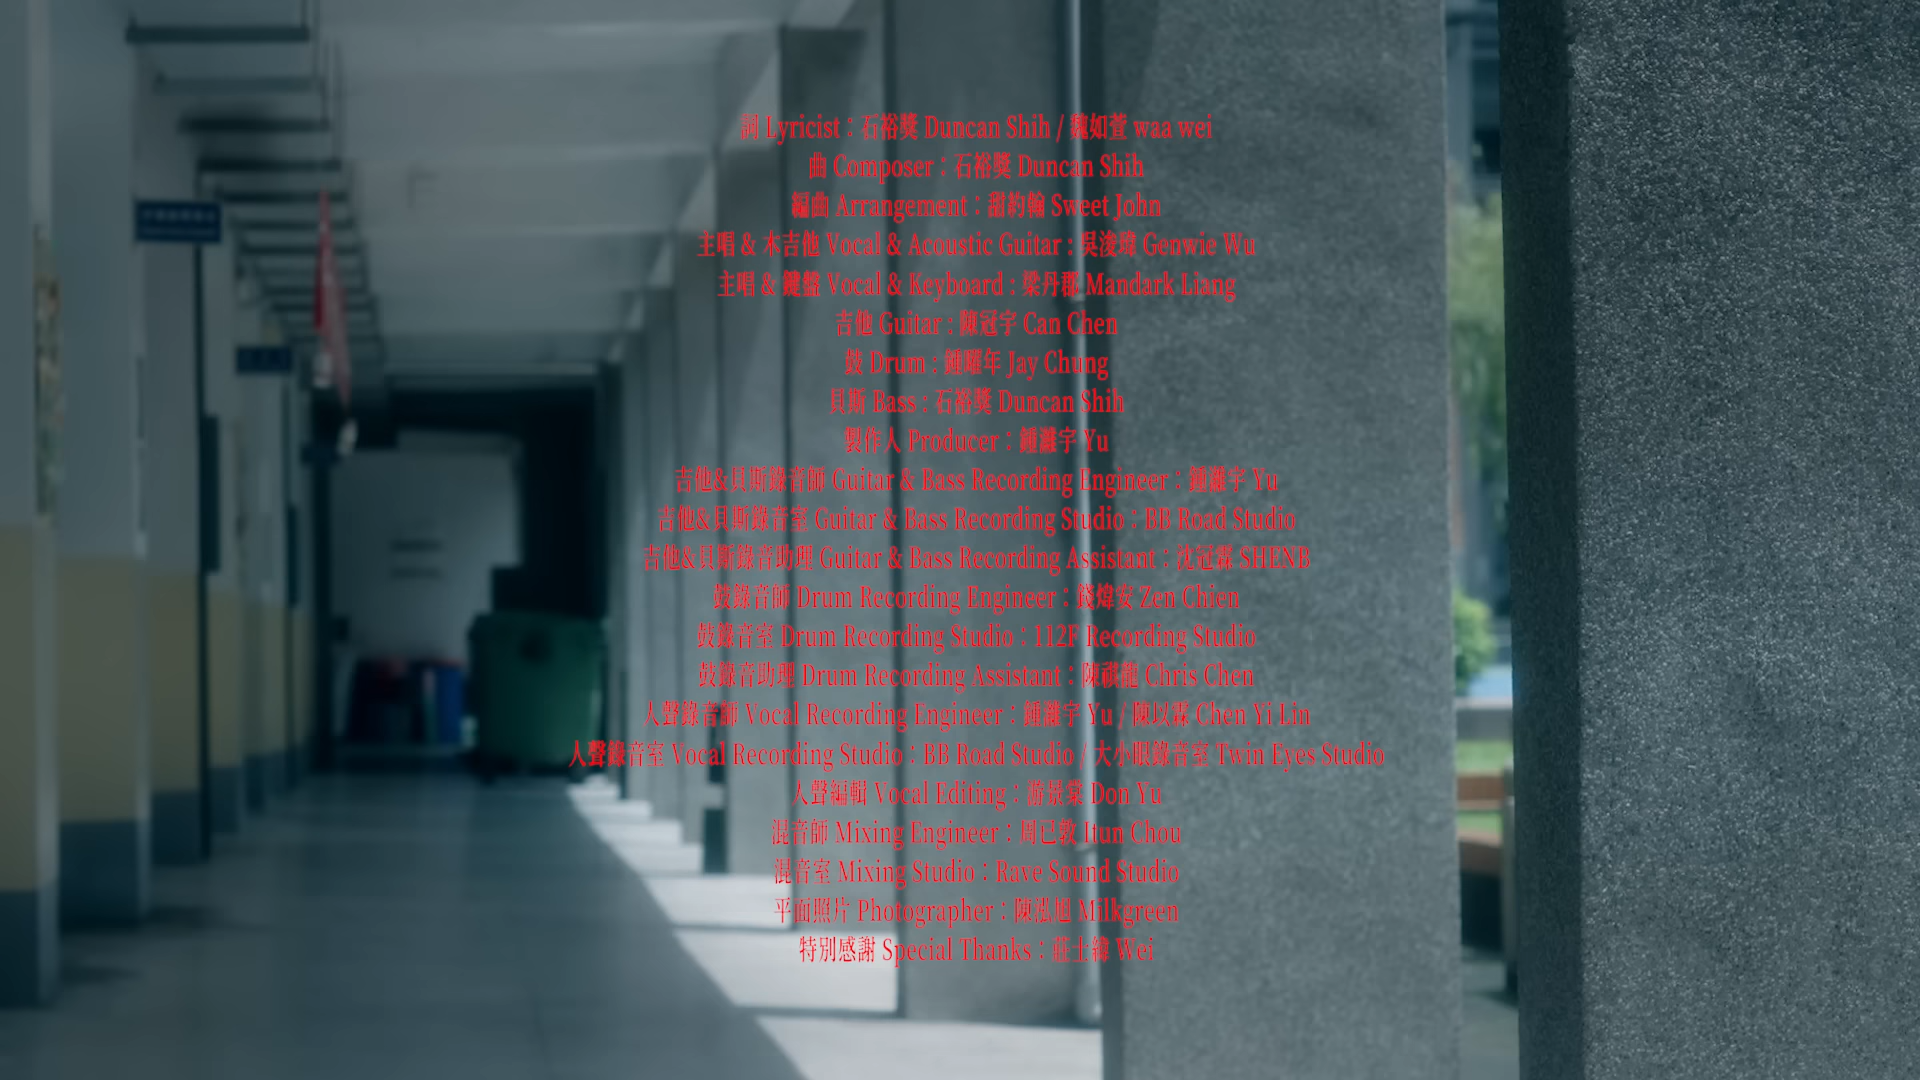 詞 Lyricist：石裕獎 Duncan Shih / 魏如萱 waa wei
曲 Composer：石裕獎 Duncan Shih
編曲 Arrangement：甜約翰 Sweet John
主唱 & 木吉他 Vocal & Acoustic Guitar : 吳浚瑋 Genwie Wu
主唱 & 鍵盤 Vocal & Keyboard : 梁丹郡 Mandark Liang
吉他 Guitar : 陳冠宇 Can Chen
鼓 Drum : 鍾曜年 Jay Chung
貝斯 Bass : 石裕獎 Duncan Shih
製作人 Producer：鍾濰宇 Yu
吉他&貝斯錄音師 Guitar & Bass Recording Engineer：鍾濰宇 Yu
吉他&貝斯錄音室 Guitar & Bass Recording Studio：BB Road Studio
吉他&貝斯錄音助理 Guitar & Bass Recording Assistant：沈冠霖 SHENB
鼓錄音師 Drum Recording Engineer：錢煒安 Zen Chien
鼓錄音室 Drum Recording Studio：112F Recording Studio
鼓錄音助理 Drum Recording Assistant：陳祺龍 Chris Chen
人聲錄音師 Vocal Recording Engineer：鍾濰宇 Yu / 陳以霖 Chen Yi Lin
人聲錄音室 Vocal Recording Studio：BB Road Studio / 大小眼錄音室 Twin Eyes Studio
人聲編輯 Vocal Editing：游景棠 Don Yu
混音師 Mixing Engineer：周已敦 Itun Chou
混音室 Mixing Studio：Rave Sound Studio
平面照片 Photographer：陳泓旭 Milkgreen
特別感謝 Special Thanks：莊士緯 Wei